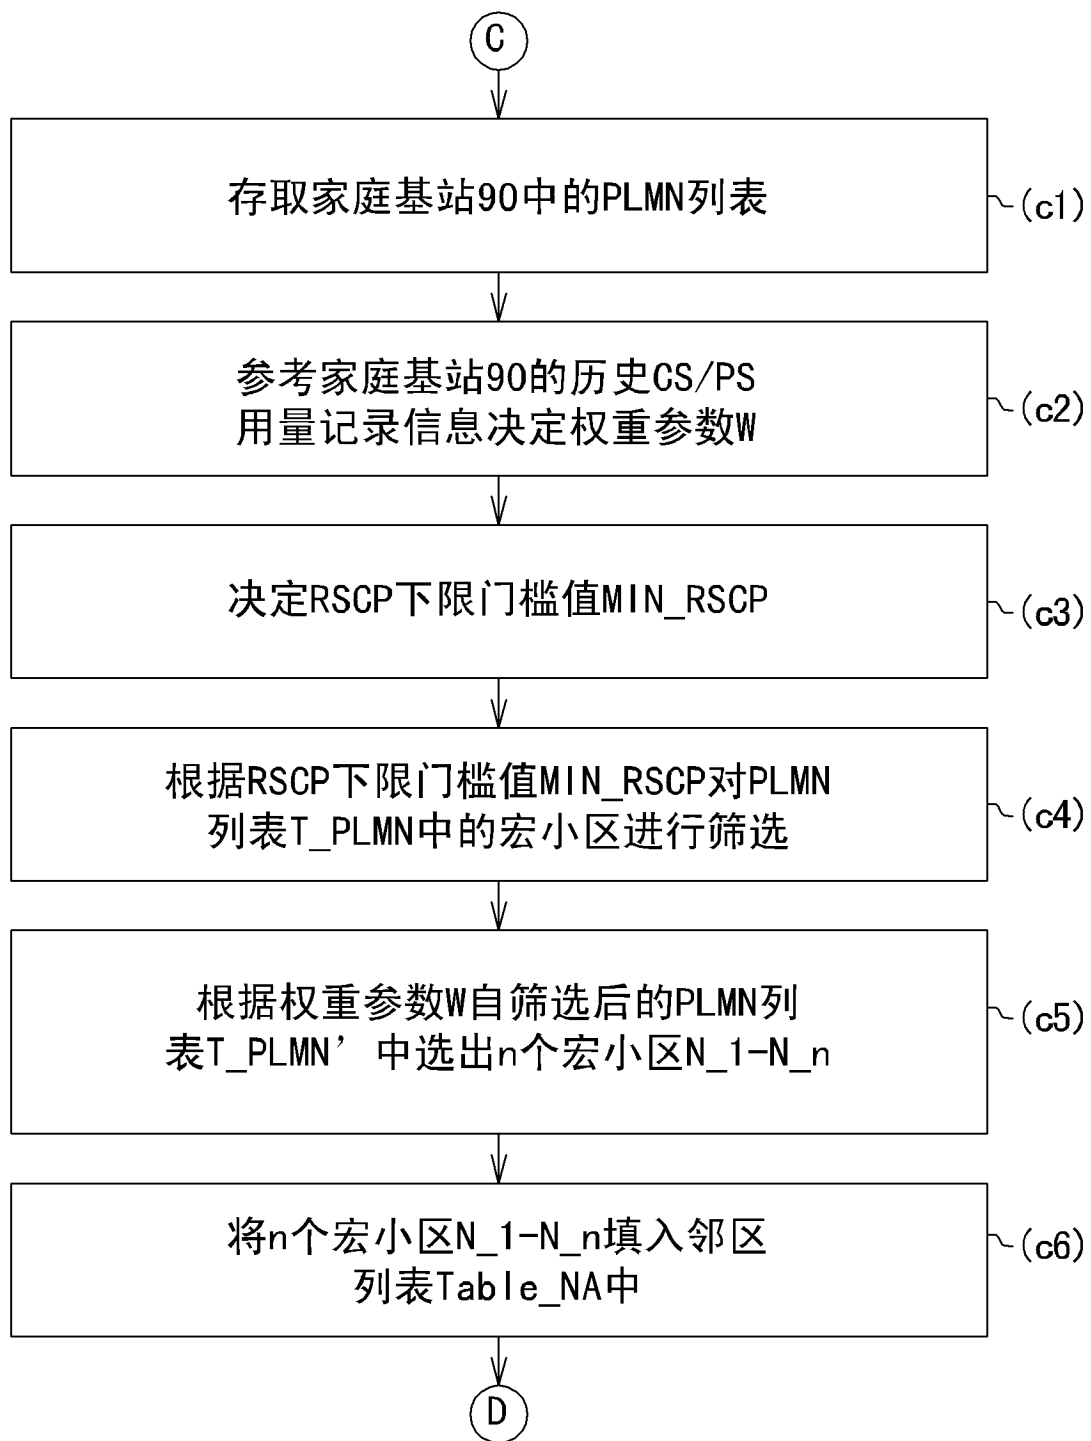 C
存取家庭基站90中的PLMN列表
(c1)
参考家庭基站90的历史CS/PS
用量记录信息决定权重参数W
(c2)
决定RSCP下限门槛值MIN_RSCP
(c3)
根据RSCP下限门槛值MIN_RSCP对PLMN
列表T_PLMN中的宏小区进行筛选
(c4)
根据权重参数W自筛选后的PLMN列
表T_PLMN’中选出n个宏小区N_1-N_n
(c5)
将n个宏小区N_1-N_n填入邻区
列表Table_NA中
(c6)
D